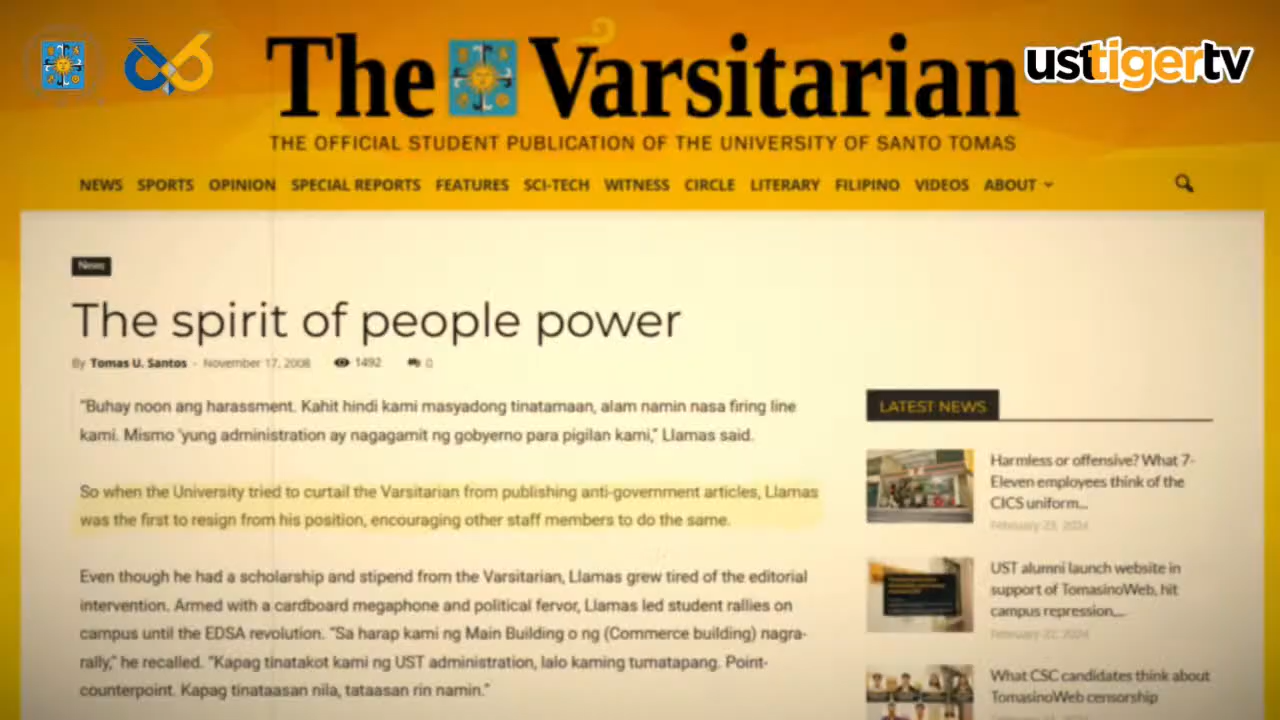 The Varsitarian
usttigertv
THE OFFICIAL STUDENT PUBLICATION OF THE UNIVERSITY OF SANTO TOMAS
NEWS SPORTS OPINION SPECIAL REPORTS FEATURES SCI-TECH WITNESS CIRCLE LITERARY FILIPINO VIDEOS ABOUT
News
The spirit of people power
By Tomas U. Santos - November 17, 2008 1492 0
“Buhay noon ang harassment. Kahit hindi kami masyadong tinatamaan, alam namin nasa firing line
kami. Mismo ‘yung administration ay nagagamit ng gobyerno para pigilan kami,” Llamas said.
So when the University tried to curtail the Varsitarian from publishing anti-government articles, Llamas
was the first to resign from his position, encouraging other staff members to do the same.
Even though he had a scholarship and stipend from the Varsitarian, Llamas grew tired of the editorial
intervention. Armed with a cardboard megaphone and political fervor, Llamas led student rallies on
campus until the EDSA revolution. “Sa harap kami ng Main Building o ng (Commerce building) nagra-
rally,” he recalled. “Kapag tinatakot kami ng UST administration, lalo kaming tumatapang. Point-
counterpoint. Kapag tinataasan nila, tataasan rin namin.”
LATEST NEWS
Harmless or offensive? What 7-
Eleven employees think of the
CICS uniform...
February 23, 2024
UST alumni launch website in
support of TomasinoWeb, hit
campus repression,...
February 22, 2024
What CSC candidates think about
TomasinoWeb censorship